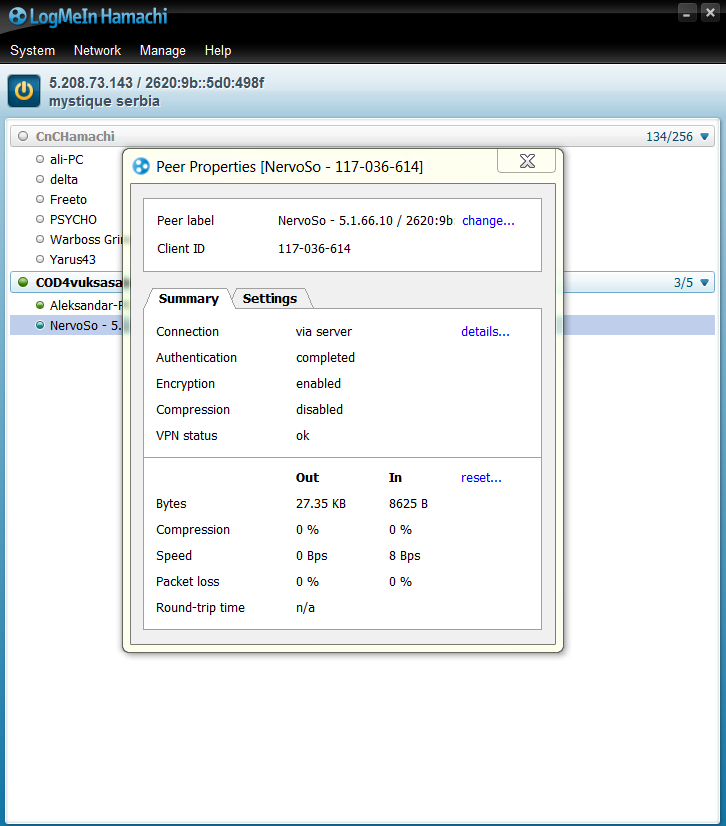 LogMeIn Hamachi
System Network Manage Help
5.208.73.143 / 2620:9b::5d0:498f
mystique serbia
CnCHamachi 134/256
ali-PC
delta
Freeto
PSYCHO
Warboss
Yarus43
COD4vuksasa 3/5
Aleksandar-
NervoSo - 5.
Peer Properties [NervoSo - 117-036-614]
Peer label NervoSo - 5.1.66.10 / 2620:9b change...
Client ID 117-036-614
Summary Settings
Connection via server details...
Authentication completed
Encryption enabled
Compression disabled
VPN status ok
Out In reset...
Bytes 27.35 KB 8625 B
Compression 0 % 0 %
Speed 0 Bps 8 Bps
Packet loss 0 % 0 %
Round-trip time n/a